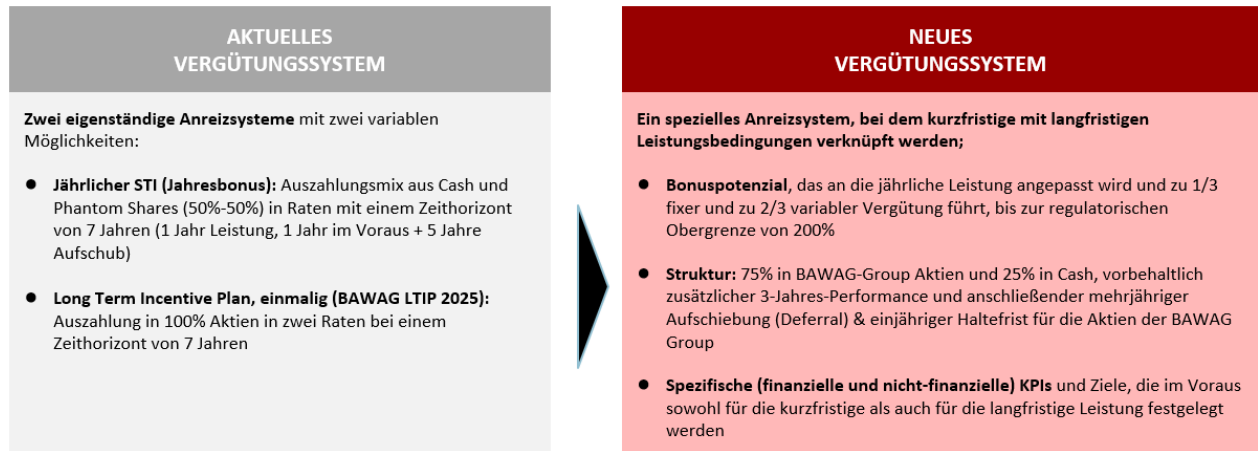 AKTUELLES
VERGÜTUNGSSYSTEM
Zwei eigenständige Anreizsysteme mit zwei variablen
Möglichkeiten:
● Jährlicher STI (Jahresbonus): Auszahlungsmix aus Cash und
Phantom Shares (50%-50%) in Raten mit einem Zeithorizont
von 7 Jahren (1 Jahr Leistung, 1 Jahr im Voraus + 5 Jahre
Aufschub)
● Long Term Incentive Plan, einmalig (BAWAG LTIP 2025):
Auszahlung in 100% Aktien in zwei Raten bei einem
Zeithorizont von 7 Jahren
NEUES
VERGÜTUNGSSYSTEM
Ein spezielles Anreizsystem, bei dem kurzfristige mit langfristigen
Leistungsbedingungen verknüpft werden;
● Bonuspotenzial, das an die jährliche Leistung angepasst wird und zu 1/3
fixer und zu 2/3 variabler Vergütung führt, bis zur regulatorischen
Obergrenze von 200%
● Struktur: 75% in BAWAG-Group Aktien und 25% in Cash, vorbehaltlich
zusätzlicher 3-Jahres-Performance und anschließender mehrjähriger
Aufschiebung (Deferral) & einjähriger Haltefrist für die Aktien der BAWAG
Group
● Spezifische (finanzielle und nicht-finanzielle) KPIs und Ziele, die im Voraus
sowohl für die kurzfristige als auch für die langfristige Leistung festgelegt
werden